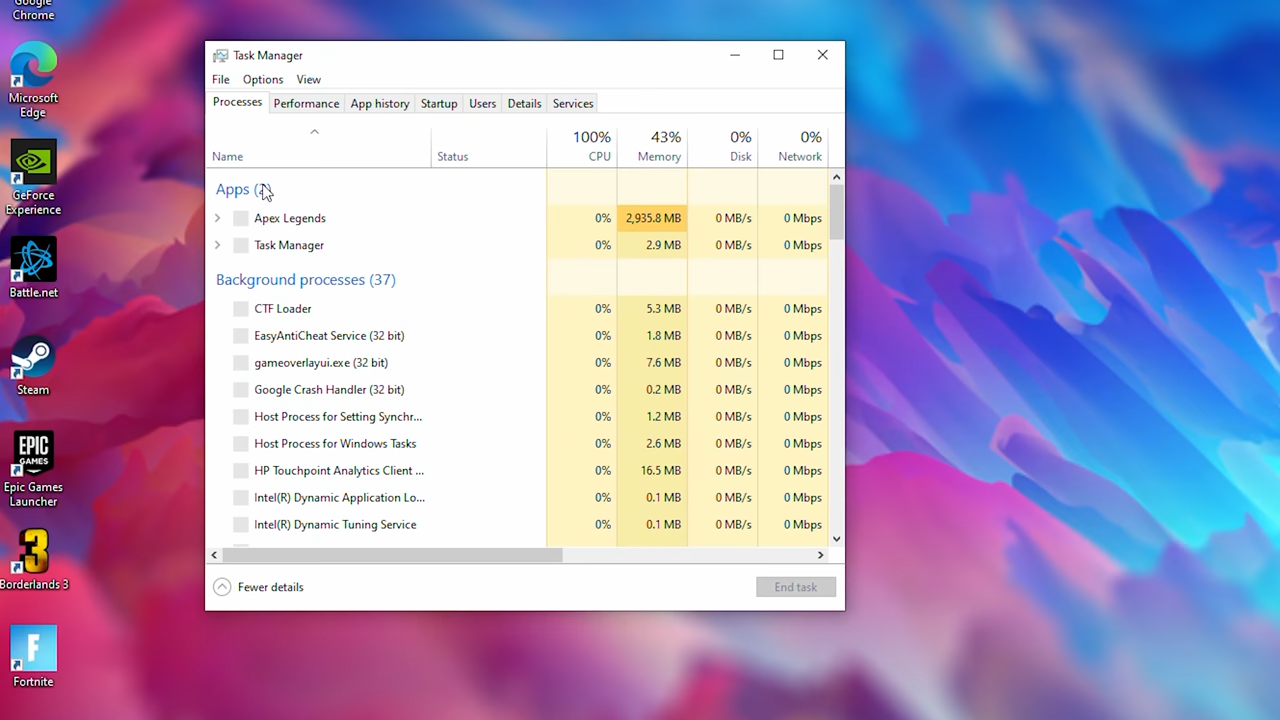 Google
Chrome
Microsoft
Edge
GeForce
Experience
Battle.net
Steam
EPIC
GAMES
Epic Games
Launcher
3
Borderlands 3
F
Fortnite
Task Manager
File Options View
Processes Performance App history Startup Users Details Services
100% 43% 0% 0%
Name Status CPU Memory Disk Network
Apps (2)
Apex Legends 0% 2,935.8 MB 0 MB/s 0 Mbps
Task Manager 0% 2.9 MB 0 MB/s 0 Mbps
Background processes (37)
CTF Loader 0% 5.3 MB 0 MB/s 0 Mbps
EasyAntiCheat Service (32 bit) 0% 1.8 MB 0 MB/s 0 Mbps
gameoverlayui.exe (32 bit) 0% 7.6 MB 0 MB/s 0 Mbps
Google Crash Handler (32 bit) 0% 0.2 MB 0 MB/s 0 Mbps
Host Process for Setting Synchr... 0% 1.2 MB 0 MB/s 0 Mbps
Host Process for Windows Tasks 0% 2.6 MB 0 MB/s 0 Mbps
HP Touchpoint Analytics Client ... 0% 16.5 MB 0 MB/s 0 Mbps
Intel(R) Dynamic Application Lo... 0% 0.1 MB 0 MB/s 0 Mbps
Intel(R) Dynamic Tuning Service 0% 0.1 MB 0 MB/s 0 Mbps
Fewer details End task